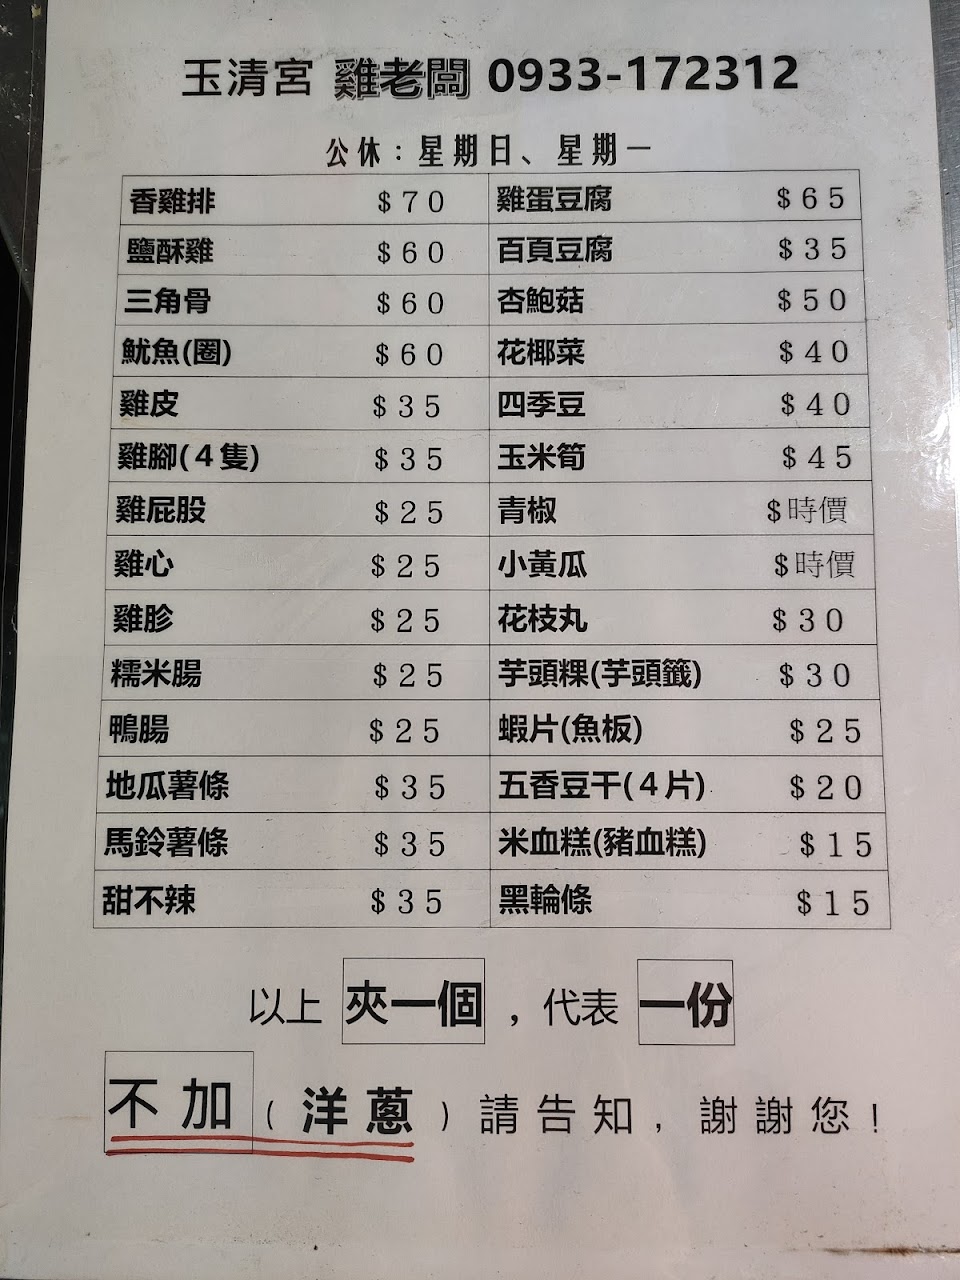 玉清宮 雞老闆 0933-172312
公休：星期日、星期一
香雞排 $70 雞蛋豆腐 $65
鹽酥雞 $60 百頁豆腐 $35
三角骨 $60 杏鮑菇 $50
魷魚(圈) $60 花椰菜 $40
雞皮 $35 四季豆 $40
雞腳(4隻) $35 玉米筍 $45
雞屁股 $25 青椒 $時價
雞心 $25 小黃瓜 $時價
雞胗 $25 花枝丸 $30
糯米腸 $25 芋頭粿(芋頭籤) $30
鴨腸 $25 蝦片(魚板) $25
地瓜薯條 $35 五香豆干(4片) $20
馬鈴薯條 $35 米血糕(豬血糕) $15
甜不辣 $35 黑輪條 $15
以上 夾一個，代表 一份
不加(洋蔥)請告知，謝謝您！